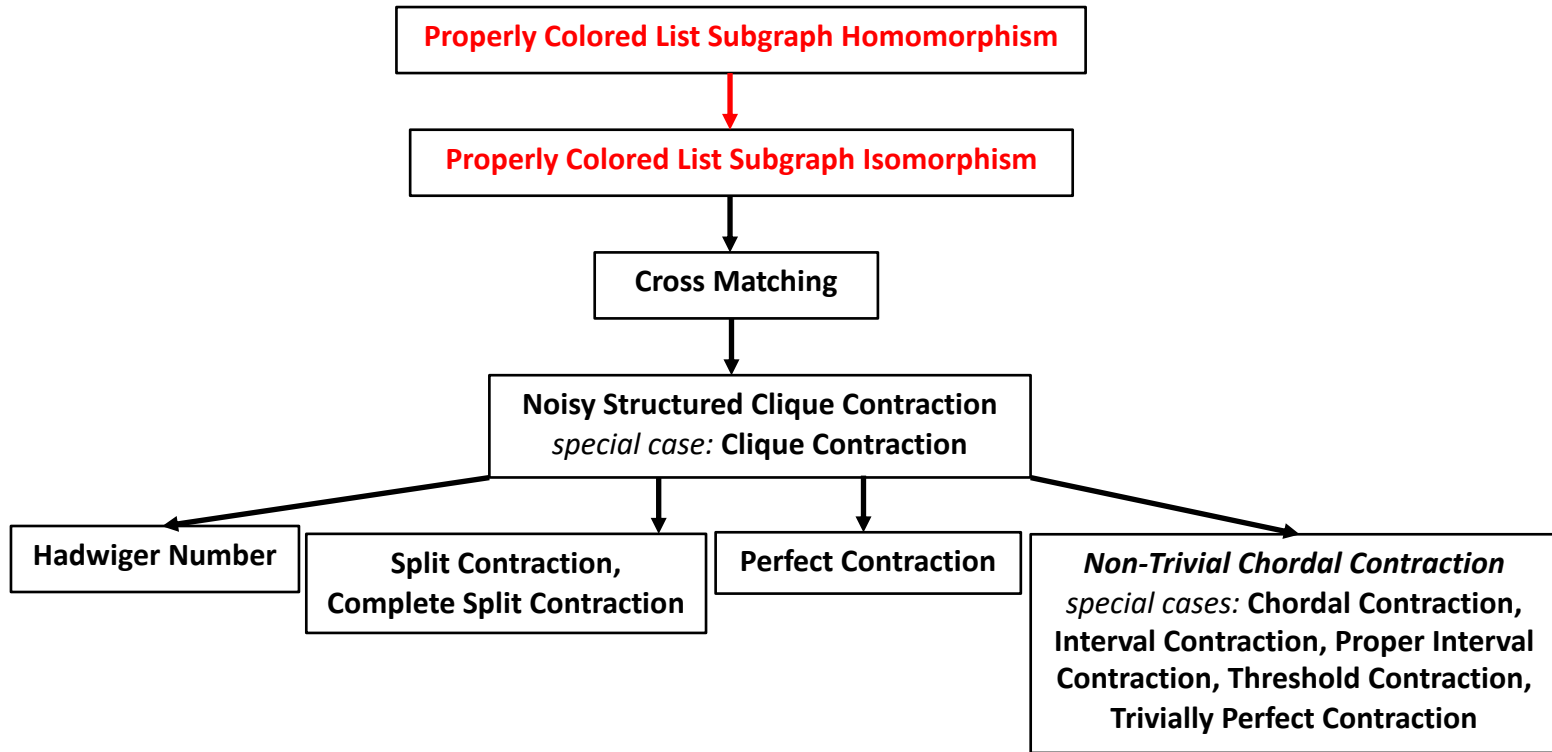 Properly Colored List Subgraph Homomorphism
Properly Colored List Subgraph Isomorphism
Cross Matching
Noisy Structured Clique Contraction
special case: Clique Contraction
Hadwiger Number
Split Contraction,
Complete Split Contraction
Perfect Contraction
Non-Trivial Chordal Contraction
special cases: Chordal Contraction,
Interval Contraction, Proper Interval
Contraction, Threshold Contraction,
Trivially Perfect Contraction